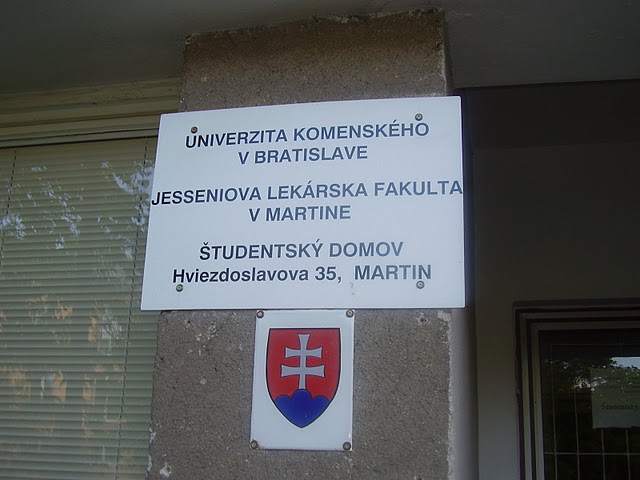 UNIVERZITA KOMENSKÉHO
V BRATISLAVE
JESSENIOVA LEKÁRSKA FAKULTA
V MARTINE
ŠTUDENTSKÝ DOMOV
Hviezdoslavova 35, MARTIN